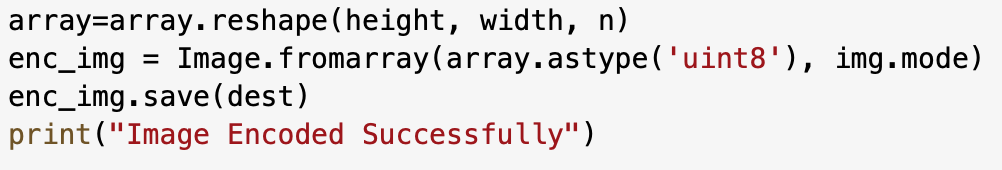 array=array.reshape(height, width, n)
enc_img = Image.fromarray(array.astype('uint8'), img.mode)
enc_img.save(dest)
print("Image Encoded Successfully")